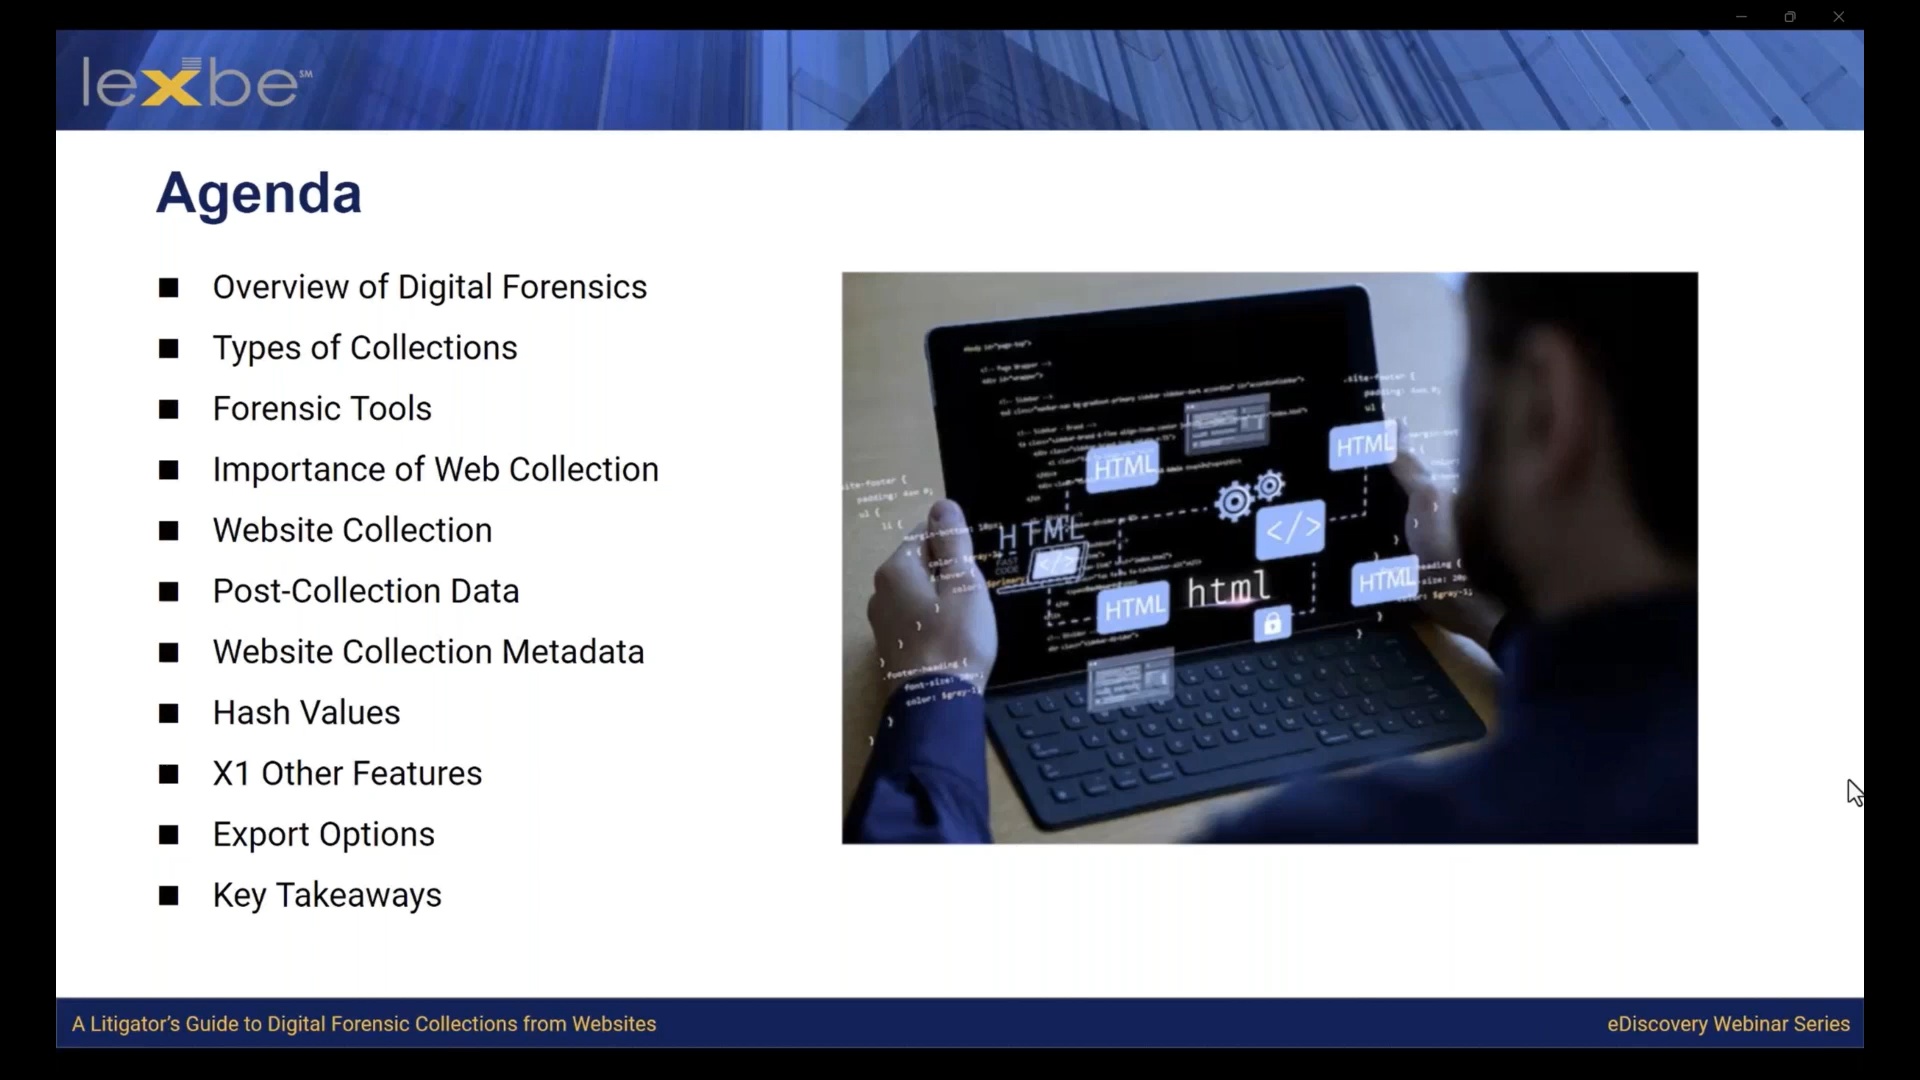 lexbe SM
Agenda
■ Overview of Digital Forensics
■ Types of Collections
■ Forensic Tools
■ Importance of Web Collection
■ Website Collection
■ Post-Collection Data
■ Website Collection Metadata
■ Hash Values
■ X1 Other Features
■ Export Options
■ Key Takeaways
HTML
HTML
HTML
</>
</>
html
HTML
HTML
A Litigator's Guide to Digital Forensic Collections from Websites
eDiscovery Webinar Series